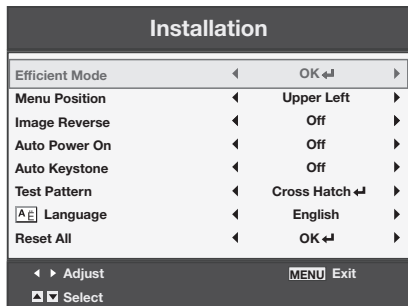 Installation
Efficient Mode OK
Menu Position Upper Left
Image Reverse Off
Auto Power On Off
Auto Keystone Off
Test Pattern Cross Hatch
AÉ Language English
Reset All OK
Adjust MENU Exit
Select